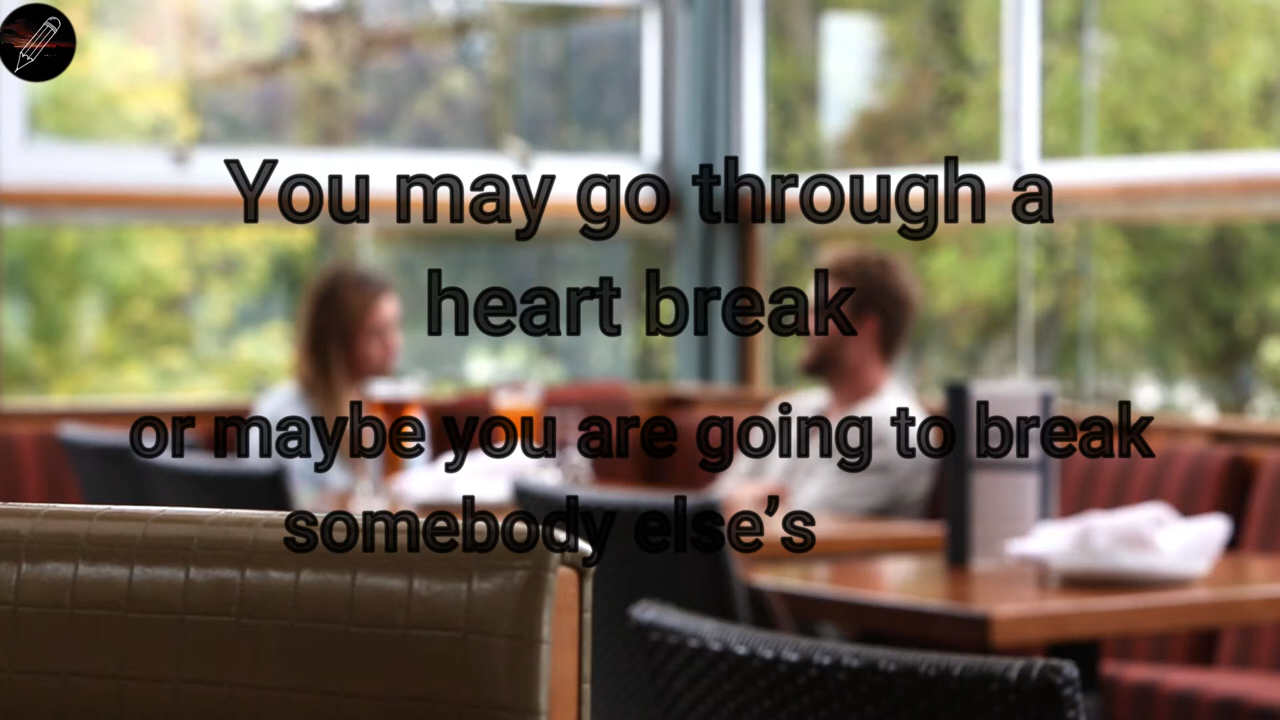 You may go through a
heart break
or maybe you are going to break
somebody else’s